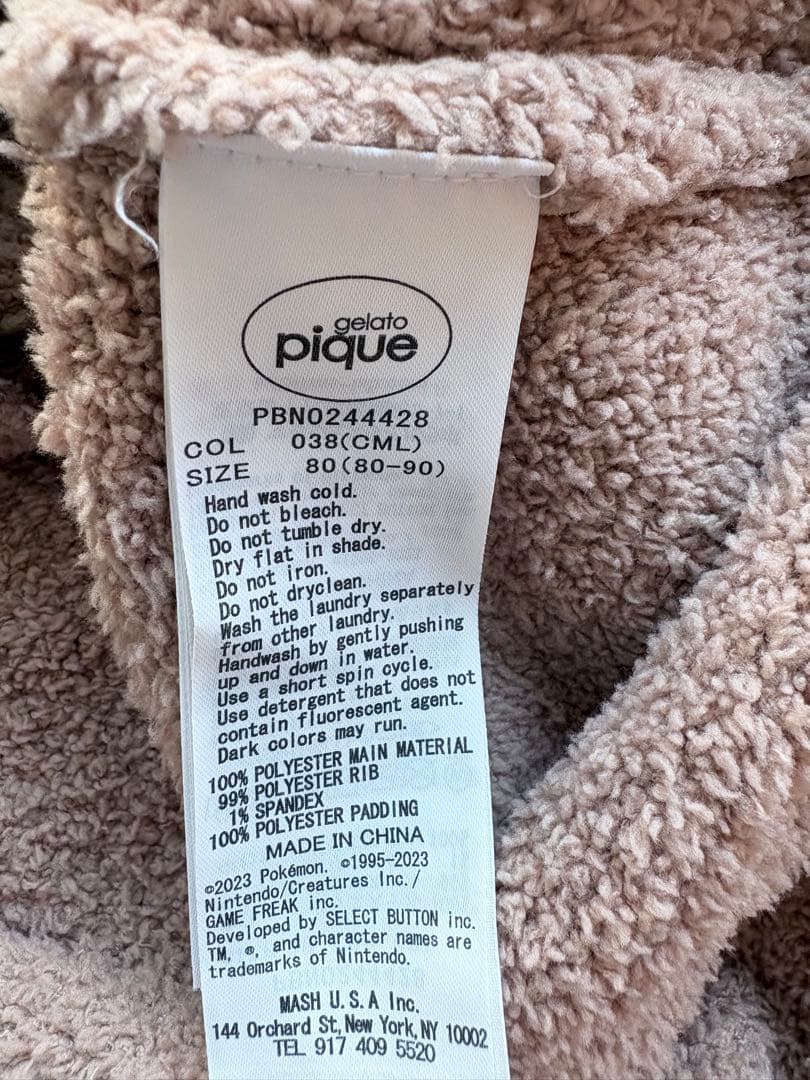 gelato
pique
PBN0244428
COL 038(CML)
SIZE 80(80-90)
Hand wash cold.
Do not bleach.
Do not tumble dry.
Dry flat in shade.
Do not iron.
Do not dryclean.
Wash the laundry separately
from other laundry.
Handwash by gently pushing
up and down in water.
Use a short spin cycle.
Use detergent that does not
contain fluorescent agent.
Dark colors may run.
100% POLYESTER MAIN MATERIAL
99% POLYESTER RIB
1% SPANDEX
100% POLYESTER PADDING
MADE IN CHINA
©2023 Pokémon. ©1995-2023
Nintendo/Creatures Inc./
GAME FREAK inc.
Developed by SELECT BUTTON inc.
TM, ®, and character names are
trademarks of Nintendo.
MASH U.S.A Inc.
144 Orchard St, New York, NY 10002
TEL 917 409 5520